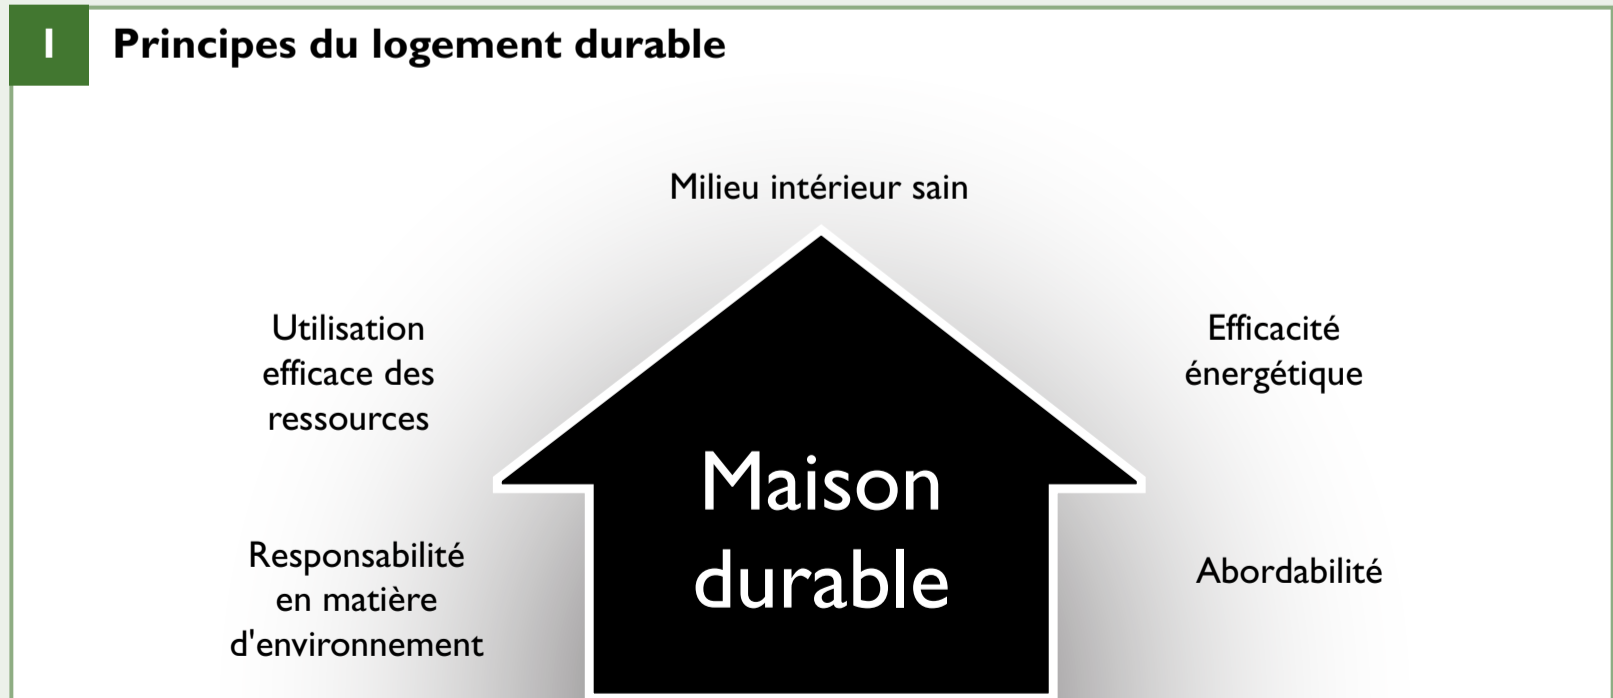 1
Principes du logement durable
Milieu intérieur sain
Utilisation
efficace des
ressources
Efficacité
énergétique
Maison
durable
Responsabilité
en matière
d'environnement
Abordabilité